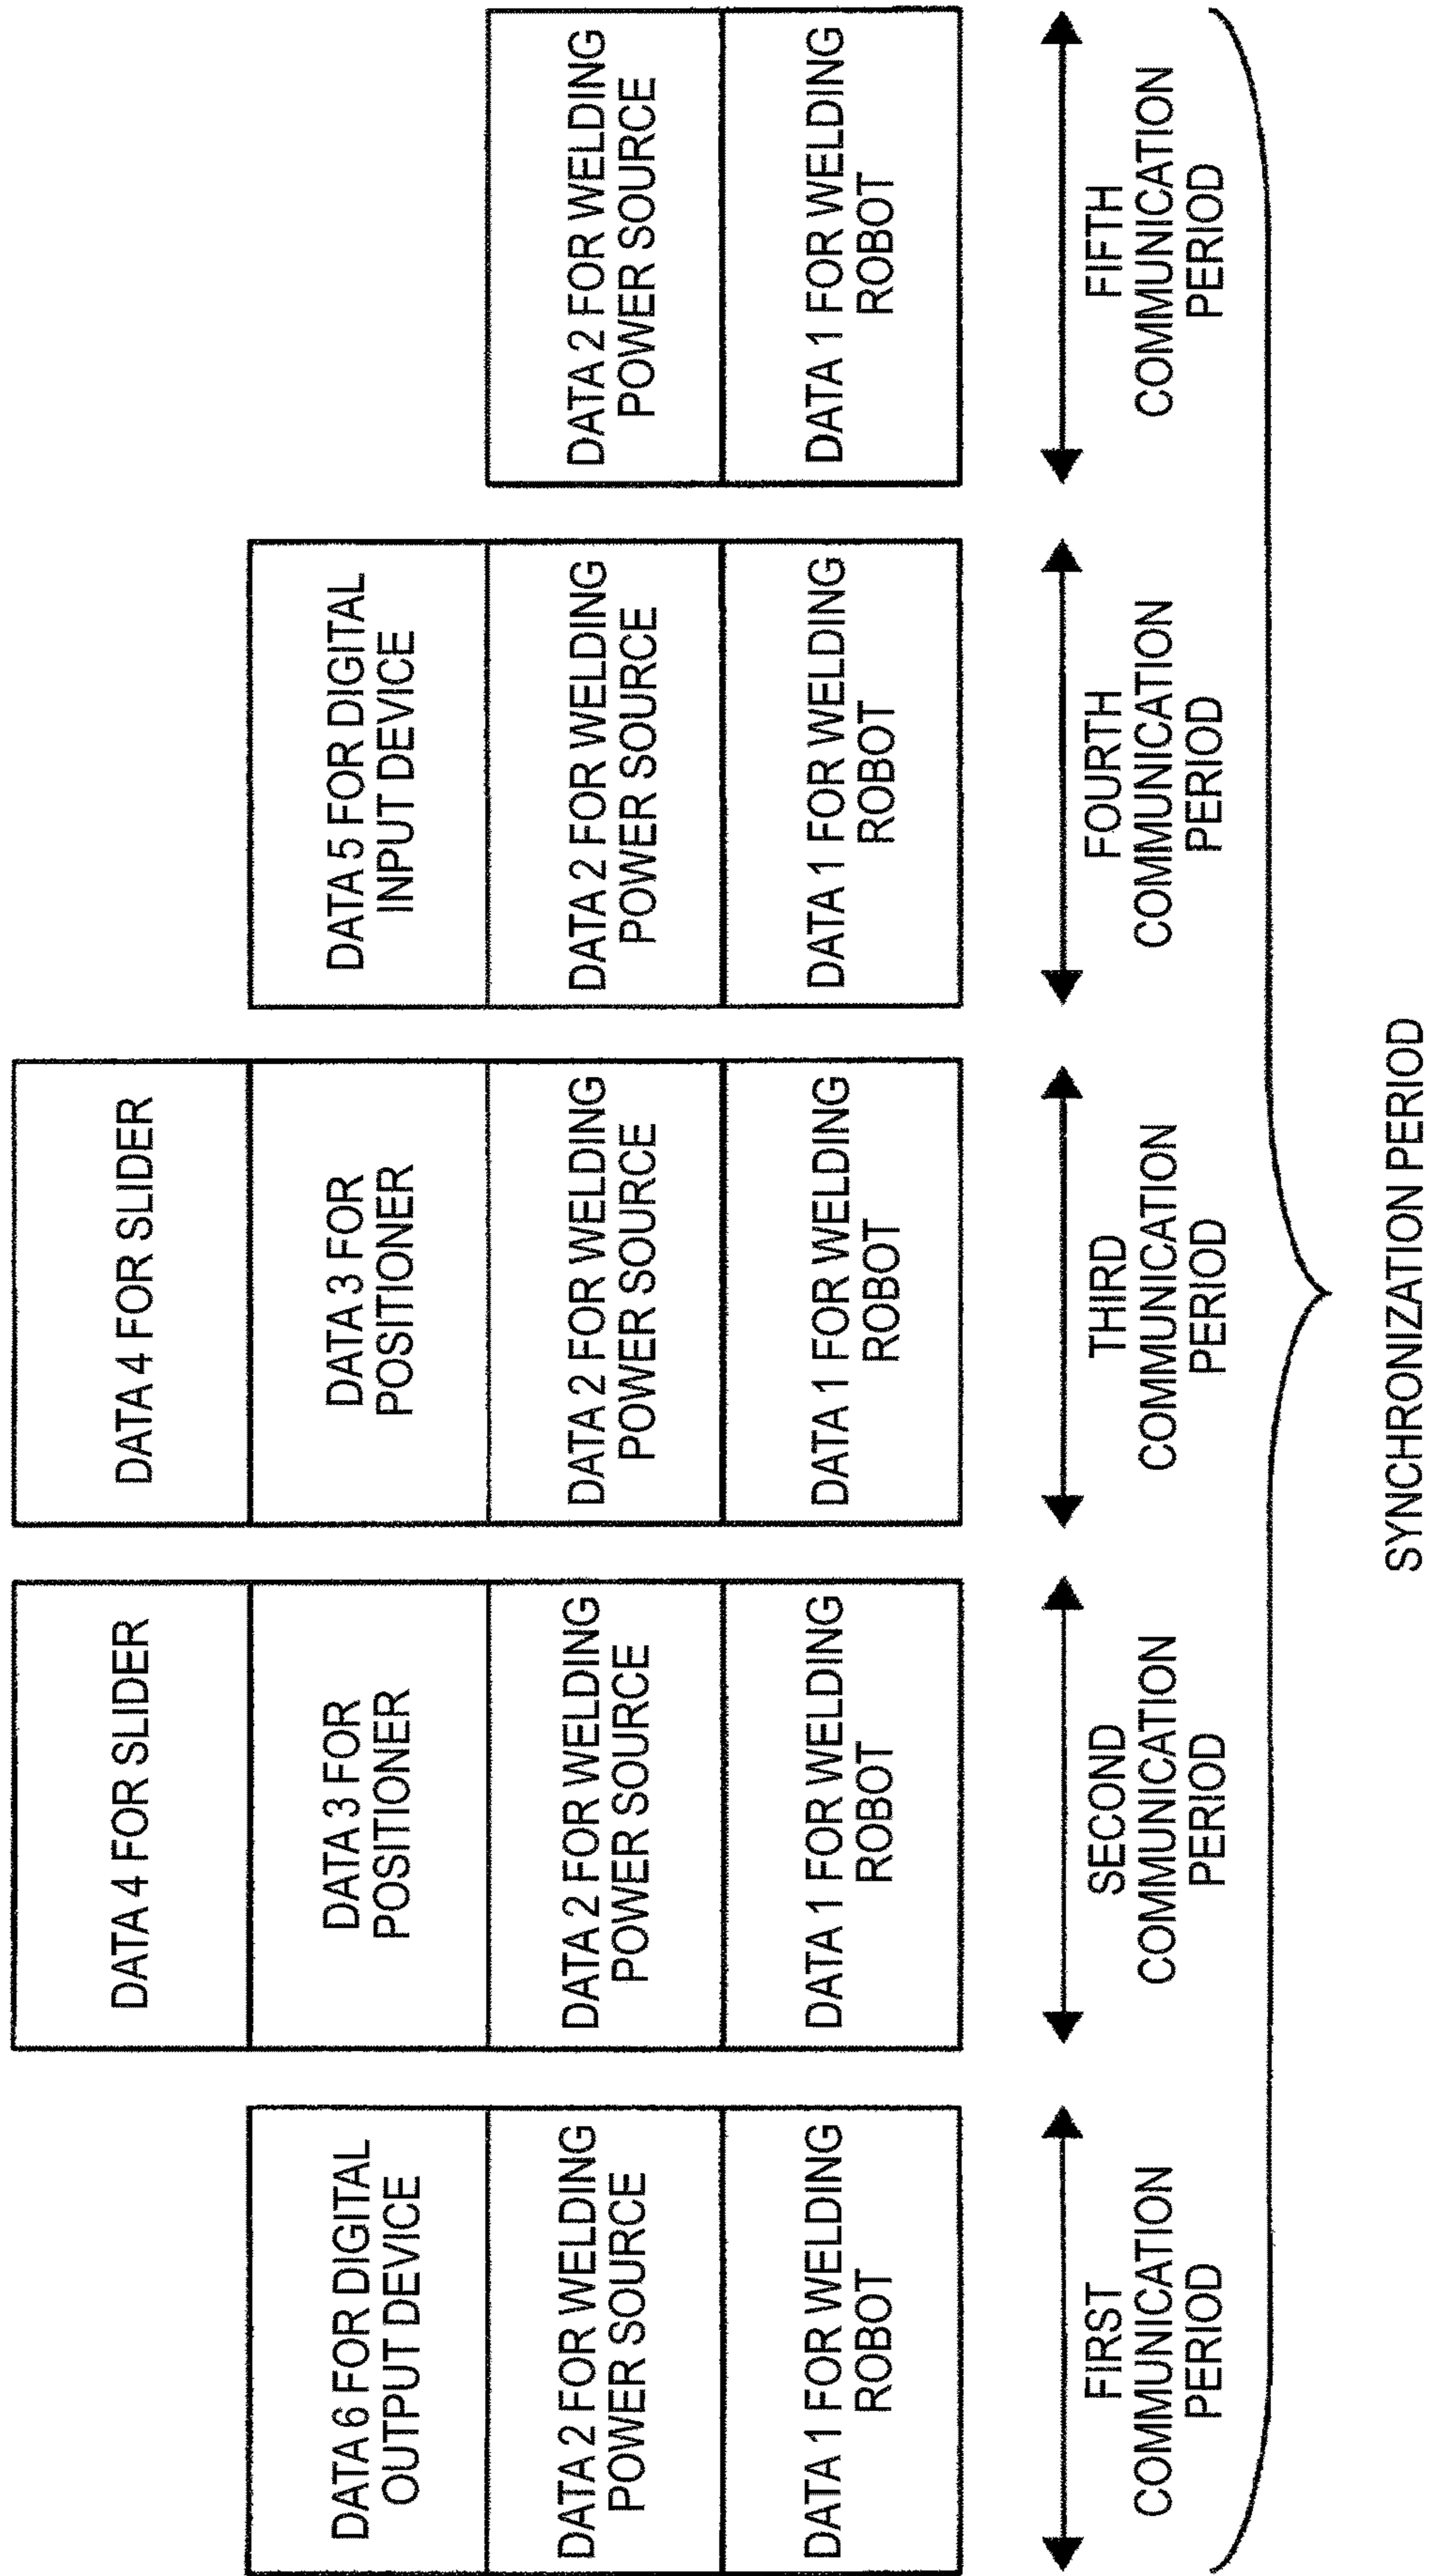 DATA 6 FOR DIGITAL
OUTPUT DEVICE
DATA 2 FOR WELDING
POWER SOURCE
DATA 1 FOR WELDING
ROBOT
FIRST
COMMUNICATION
PERIOD
DATA 4 FOR SLIDER
DATA 3 FOR
POSITIONER
DATA 2 FOR WELDING
POWER SOURCE
DATA 1 FOR WELDING
ROBOT
SECOND
COMMUNICATION
PERIOD
DATA 4 FOR SLIDER
DATA 3 FOR
POSITIONER
DATA 2 FOR WELDING
POWER SOURCE
DATA 1 FOR WELDING
ROBOT
THIRD
COMMUNICATION
PERIOD
DATA 5 FOR DIGITAL
INPUT DEVICE
DATA 2 FOR WELDING
POWER SOURCE
DATA 1 FOR WELDING
ROBOT
FOURTH
COMMUNICATION
PERIOD
DATA 2 FOR WELDING
POWER SOURCE
DATA 1 FOR WELDING
ROBOT
FIFTH
COMMUNICATION
PERIOD
SYNCHRONIZATION PERIOD